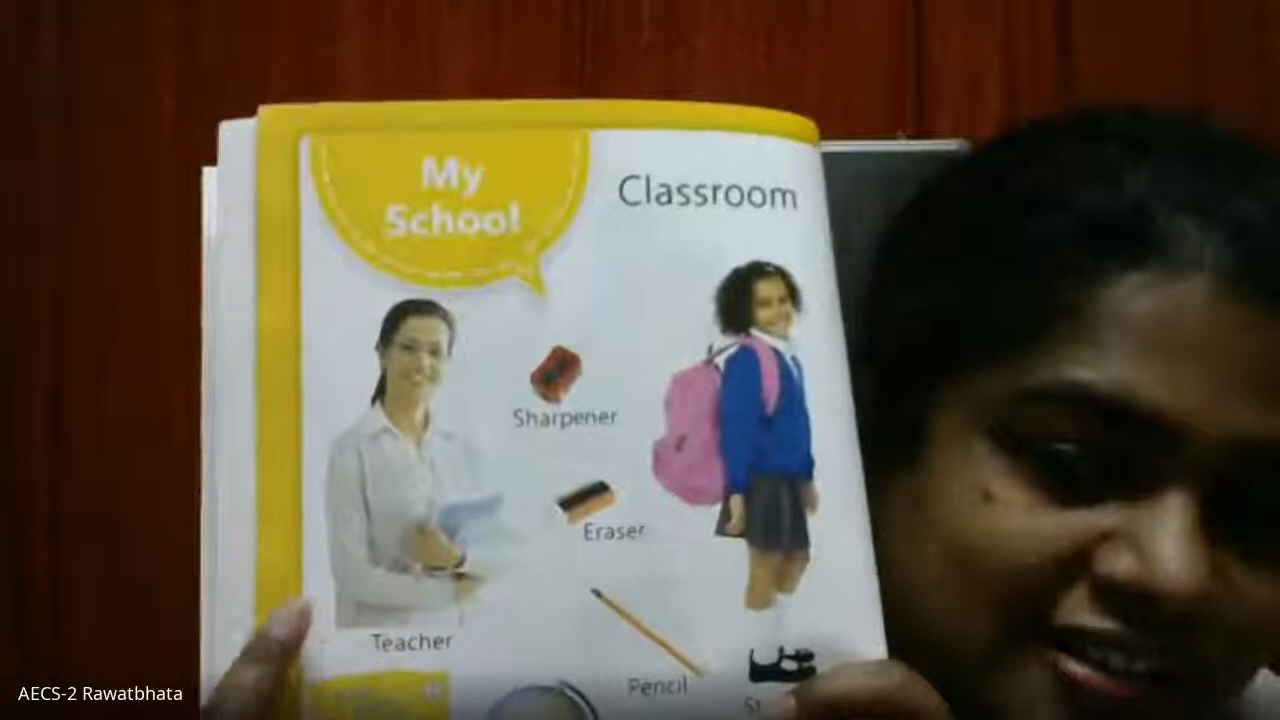 My
School
Classroom
Sharpener
Eraser
Teacher
Pencil
AECS-2 Rawatbhata